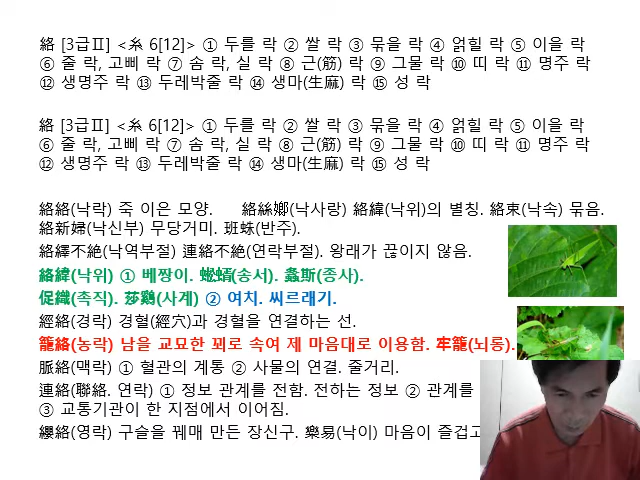 絡 [3급Ⅱ] <糸 6[12]> ① 두를 락 ② 쌀 락 ③ 묶을 락 ④ 얽힐 락 ⑤ 이을 락
⑥ 줄 락, 고삐 락 ⑦ 솜 락, 실 락 ⑧ 근(筋) 락 ⑨ 그물 락 ⑩ 띠 락 ⑪ 명주 락
⑫ 생명주 락 ⑬ 두레박줄 락 ⑭ 생마(生麻) 락 ⑮ 성 락
絡 [3급Ⅱ] <糸 6[12]> ① 두를 락 ② 쌀 락 ③ 묶을 락 ④ 얽힐 락 ⑤ 이을 락
⑥ 줄 락, 고삐 락 ⑦ 솜 락, 실 락 ⑧ 근(筋) 락 ⑨ 그물 락 ⑩ 띠 락 ⑪ 명주 락
⑫ 생명주 락 ⑬ 두레박줄 락 ⑭ 생마(生麻) 락 ⑮ 성 락
絡絡(낙락) 죽 이은 모양. 絡絲娘(낙사랑) 絡緯(낙위)의 별칭. 絡束(낙속) 묶음.
絡新婦(낙신부) 무당거미. 班蛛(반주).
絡繹不絶(낙역부절) 連絡不絶(연락부절). 왕래가 끊이지 않음.
絡緯(낙위) ① 베짱이. 蜙蝑(송서). 螽斯(종사).
促織(촉직). 莎鷄(사계) ② 여치. 씨르래기.
經絡(경락) 경혈(經穴)과 경혈을 연결하는 선.
籠絡(농락) 남을 교묘한 꾀로 속여 제 마음대로 이용함. 牢籠(뇌롱).
脈絡(맥락) ① 혈관의 계통 ② 사물의 연결. 줄거리.
連絡(聯絡. 연락) ① 정보 관계를 전함. 전하는 정보 ② 관계를
③ 교통기관이 한 지점에서 이어짐.
纓絡(영락) 구슬을 꿰매 만든 장신구. 樂易(낙이) 마음이 즐겁고